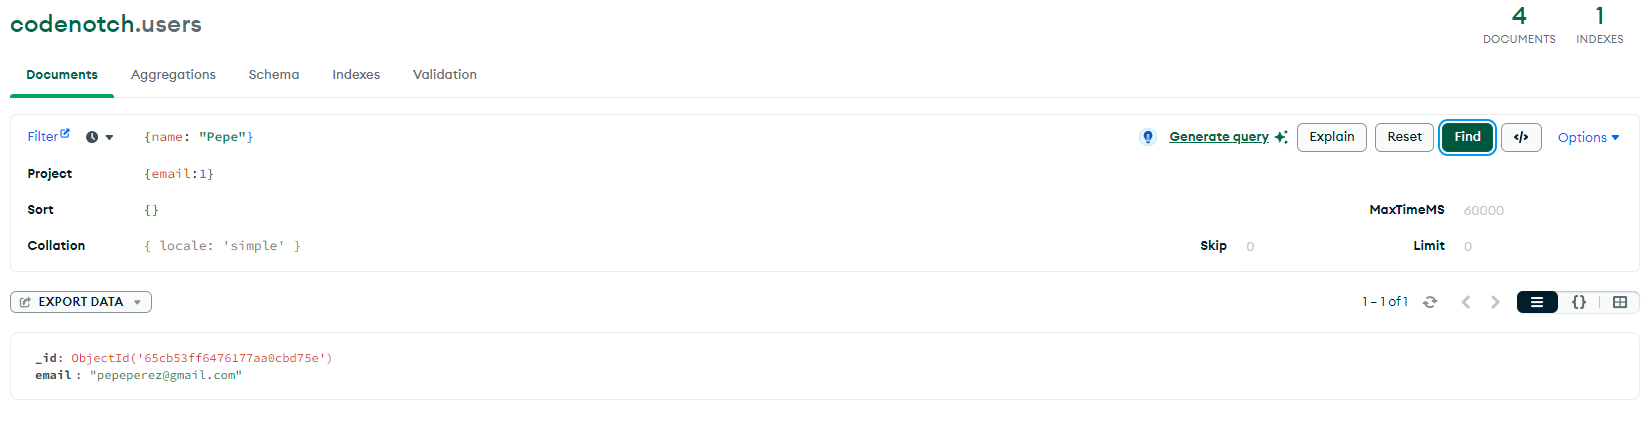 codenotch.users
4
DOCUMENTS
1
INDEXES
Documents Aggregations Schema Indexes Validation
Filter {name: "Pepe"} Generate query Explain Reset Find </> Options
Project {email:1}
Sort {} MaxTimeMS 60000
Collation { locale: 'simple' } Skip 0 Limit 0
EXPORT DATA 1 – 1 of 1 {}
_id: ObjectId('65cb53ff6476177aa0cbd75e')
email : "pepeperez@gmail.com"